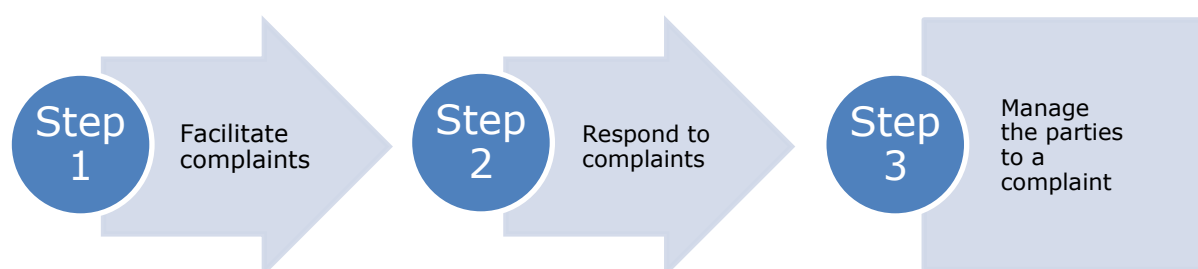 Step
1
Facilitate
complaints
Step
2
Respond to
complaints
Step
3
Manage
the parties
to a
complaint